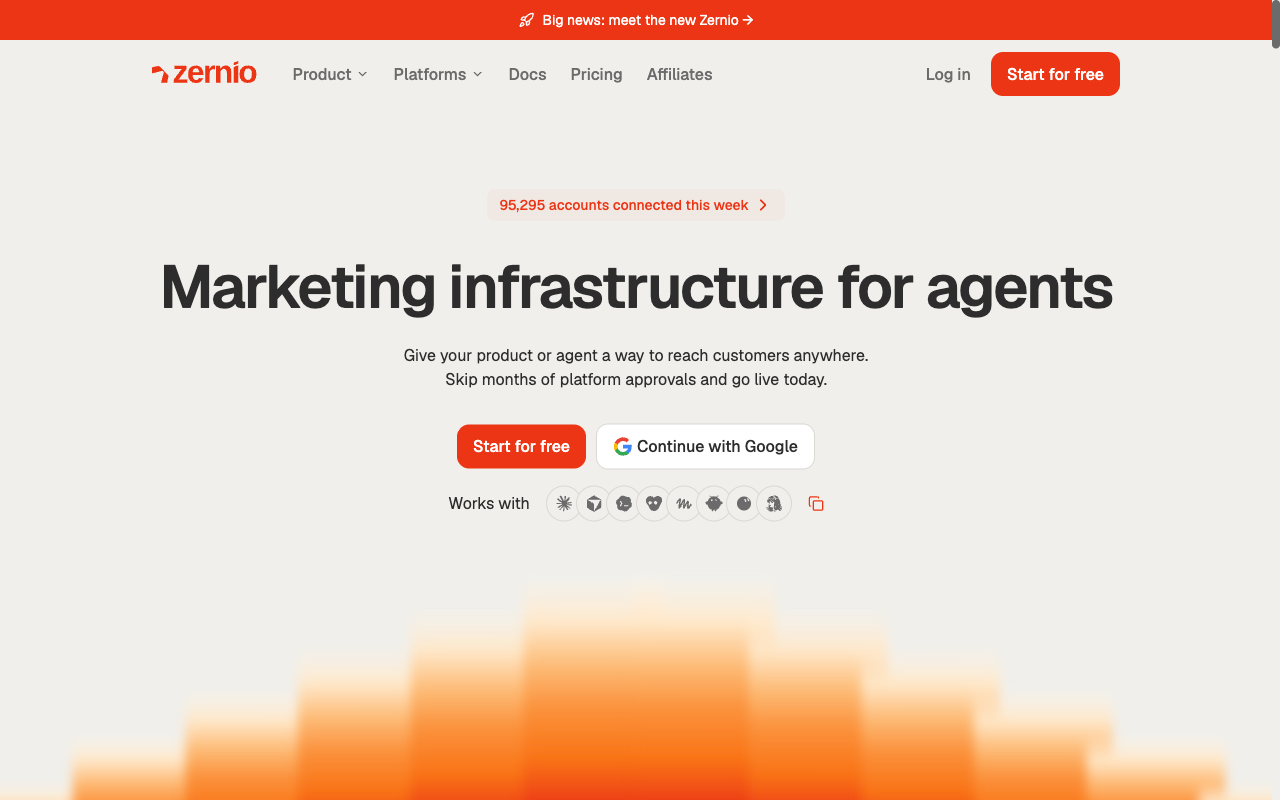 Big news: meet the new Zernio →
zernio
Product
Platforms
Docs
Pricing
Affiliates
Log in
Start for free
95,295 accounts connected this week
Marketing infrastructure for agents
Give your product or agent a way to reach customers anywhere.
Skip months of platform approvals and go live today.
Start for free
Continue with Google
Works with